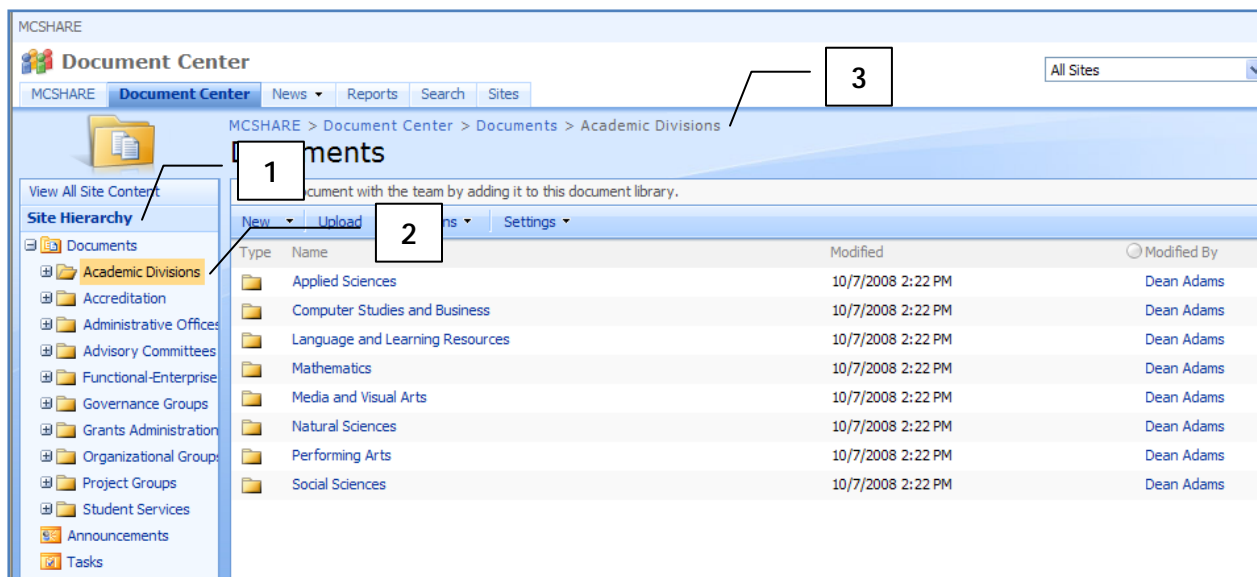 MCSHARE
Document Center
All Sites
MCSHARE Document Center News Reports Search Sites
3
MCSHARE > Document Center > Documents > Academic Divisions
ments
1
View All Site Content
ocument with the team by adding it to this document library.
Site Hierarchy
New Upload ns Settings
2
Documents
Type Name Modified Modified By
Academic Divisions
Applied Sciences 10/7/2008 2:22 PM Dean Adams
Accreditation
Computer Studies and Business 10/7/2008 2:22 PM Dean Adams
Administrative Offices
Language and Learning Resources 10/7/2008 2:22 PM Dean Adams
Advisory Committees
Mathematics 10/7/2008 2:22 PM Dean Adams
Functional-Enterprise
Media and Visual Arts 10/7/2008 2:22 PM Dean Adams
Governance Groups
Natural Sciences 10/7/2008 2:22 PM Dean Adams
Grants Administration
Performing Arts 10/7/2008 2:22 PM Dean Adams
Organizational Groups
Social Sciences 10/7/2008 2:22 PM Dean Adams
Project Groups
Student Services
Announcements
Tasks